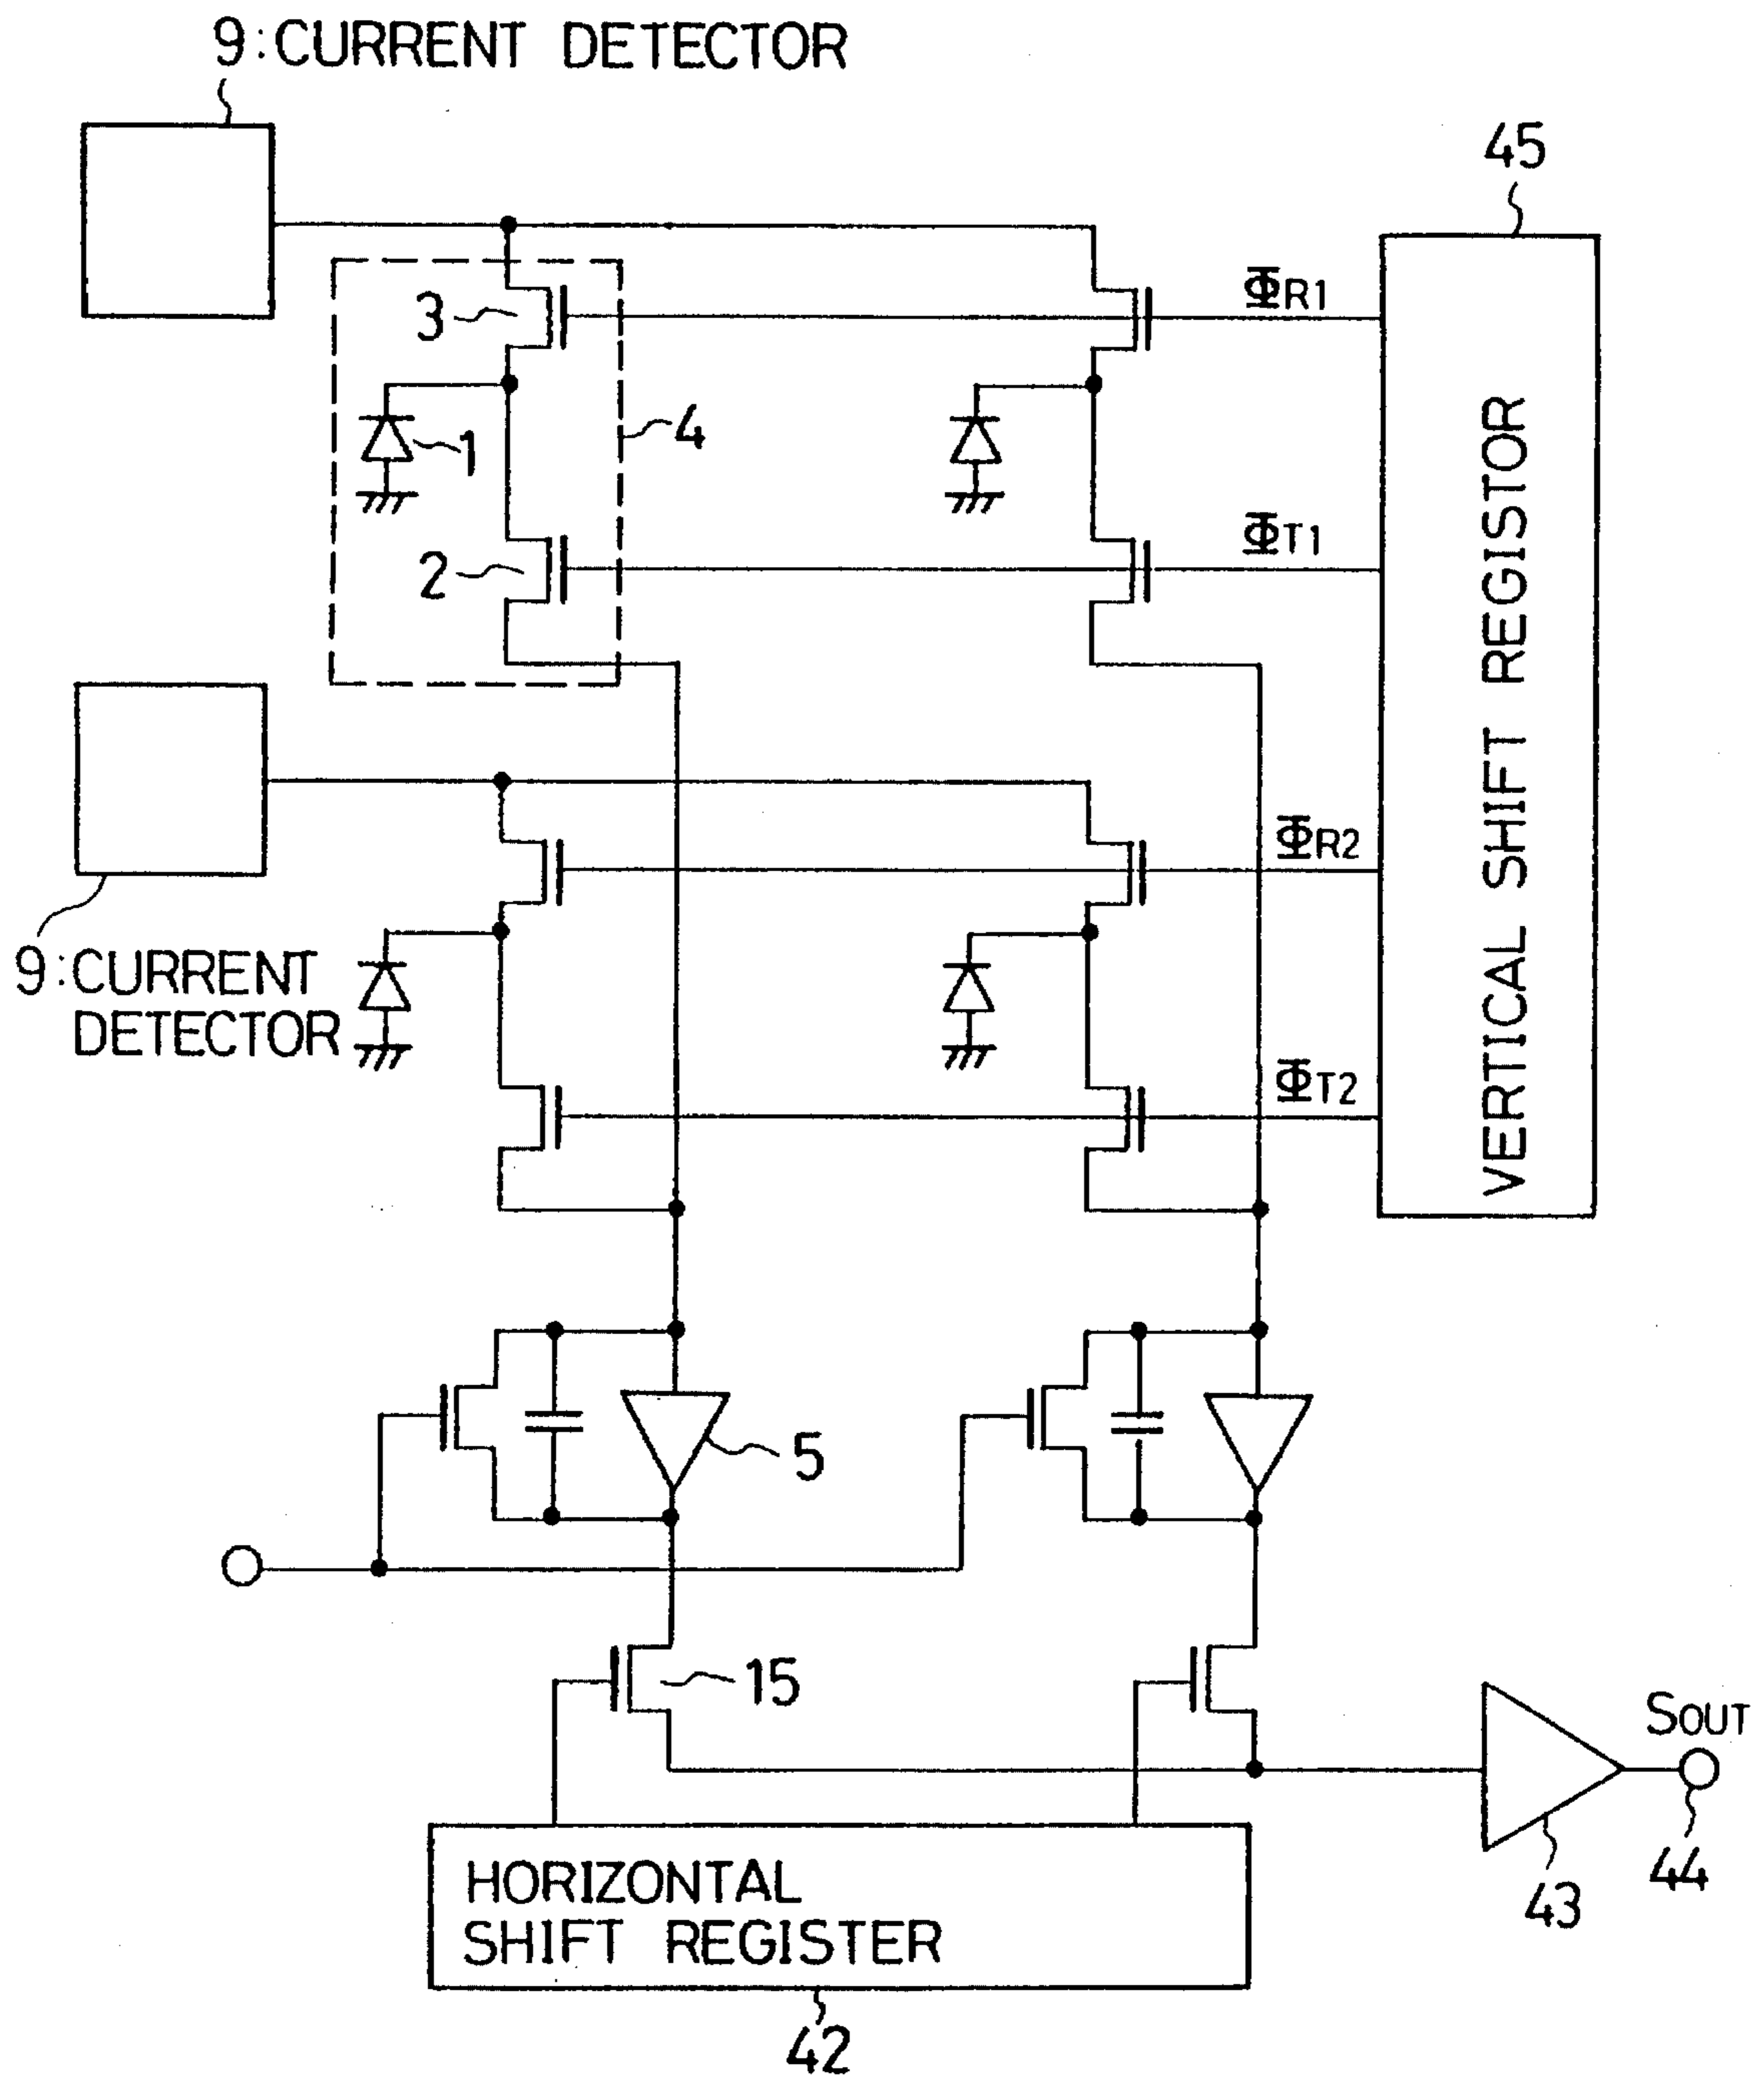 9:CURRENT DETECTOR
45
ΦR1
3
1
4
ΦT1
2
VERTICAL SHIFT REGISTOR
ΦR2
9:CURRENT
DETECTOR
ΦT2
5
15
SOUT
44
43
HORIZONTAL
SHIFT REGISTER
42